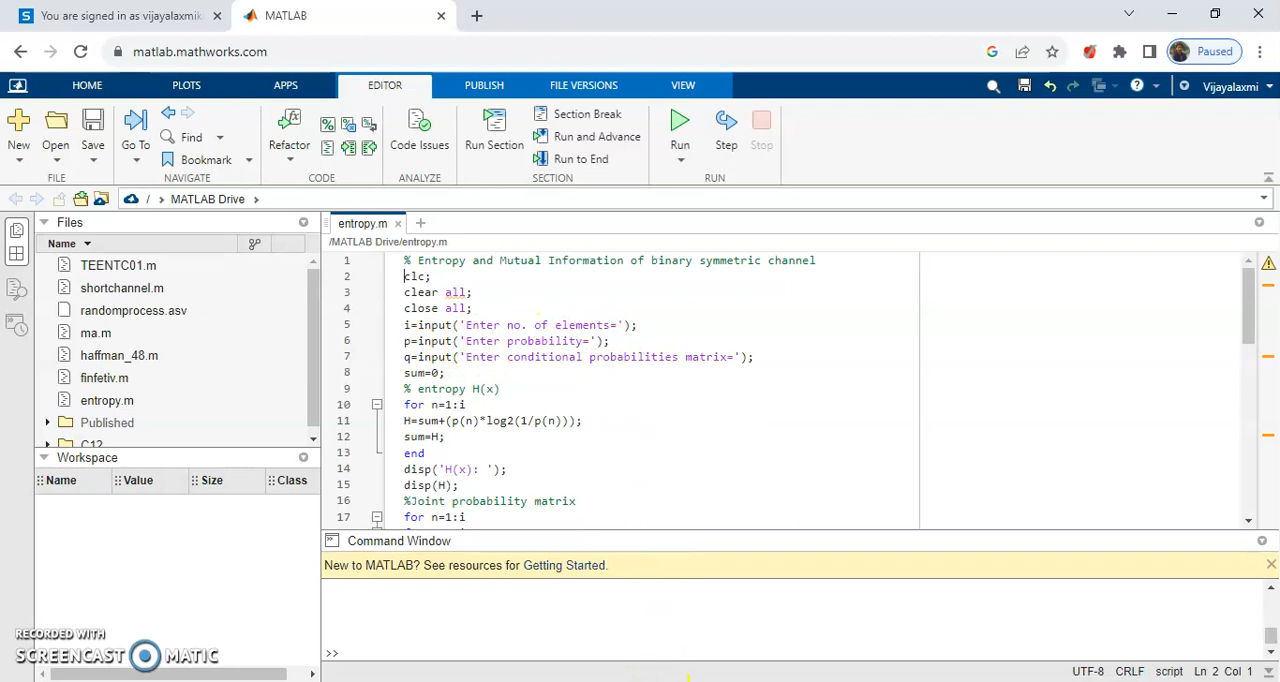 You are signed in as vijayalaxmik
MATLAB
matlab.mathworks.com
Paused
HOME PLOTS APPS EDITOR PUBLISH FILE VERSIONS VIEW
Vijayalaxmi
New Open Save
FILE
Go To Find Bookmark
NAVIGATE
Refactor
CODE
Code Issues
ANALYZE
Run Section Section Break
Run and Advance
Run to End
SECTION
Run Step Stop
RUN
/ MATLAB Drive
Files
Name
TEENTC01.m
shortchannel.m
randomprocess.asv
ma.m
haffman_48.m
finfetiv.m
entropy.m
Published
C12
Workspace
Name Value Size Class
entropy.m
/MATLAB Drive/entropy.m
1 % Entropy and Mutual Information of binary symmetric channel
2 clc;
3 clear all;
4 close all;
5 i=input('Enter no. of elements=');
6 p=input('Enter probability=');
7 q=input('Enter conditional probabilities matrix=');
8 sum=0;
9 % entropy H(x)
10 for n=1:i
11 H=sum+(p(n)*log2(1/p(n)));
12 sum=H;
13 end
14 disp('H(x): ');
15 disp(H);
16 %Joint probability matrix
17 for n=1:i
Command Window
New to MATLAB? See resources for Getting Started.
>>
RECORDED WITH
SCREENCAST MATIC
UTF-8 CRLF script Ln 2 Col 1